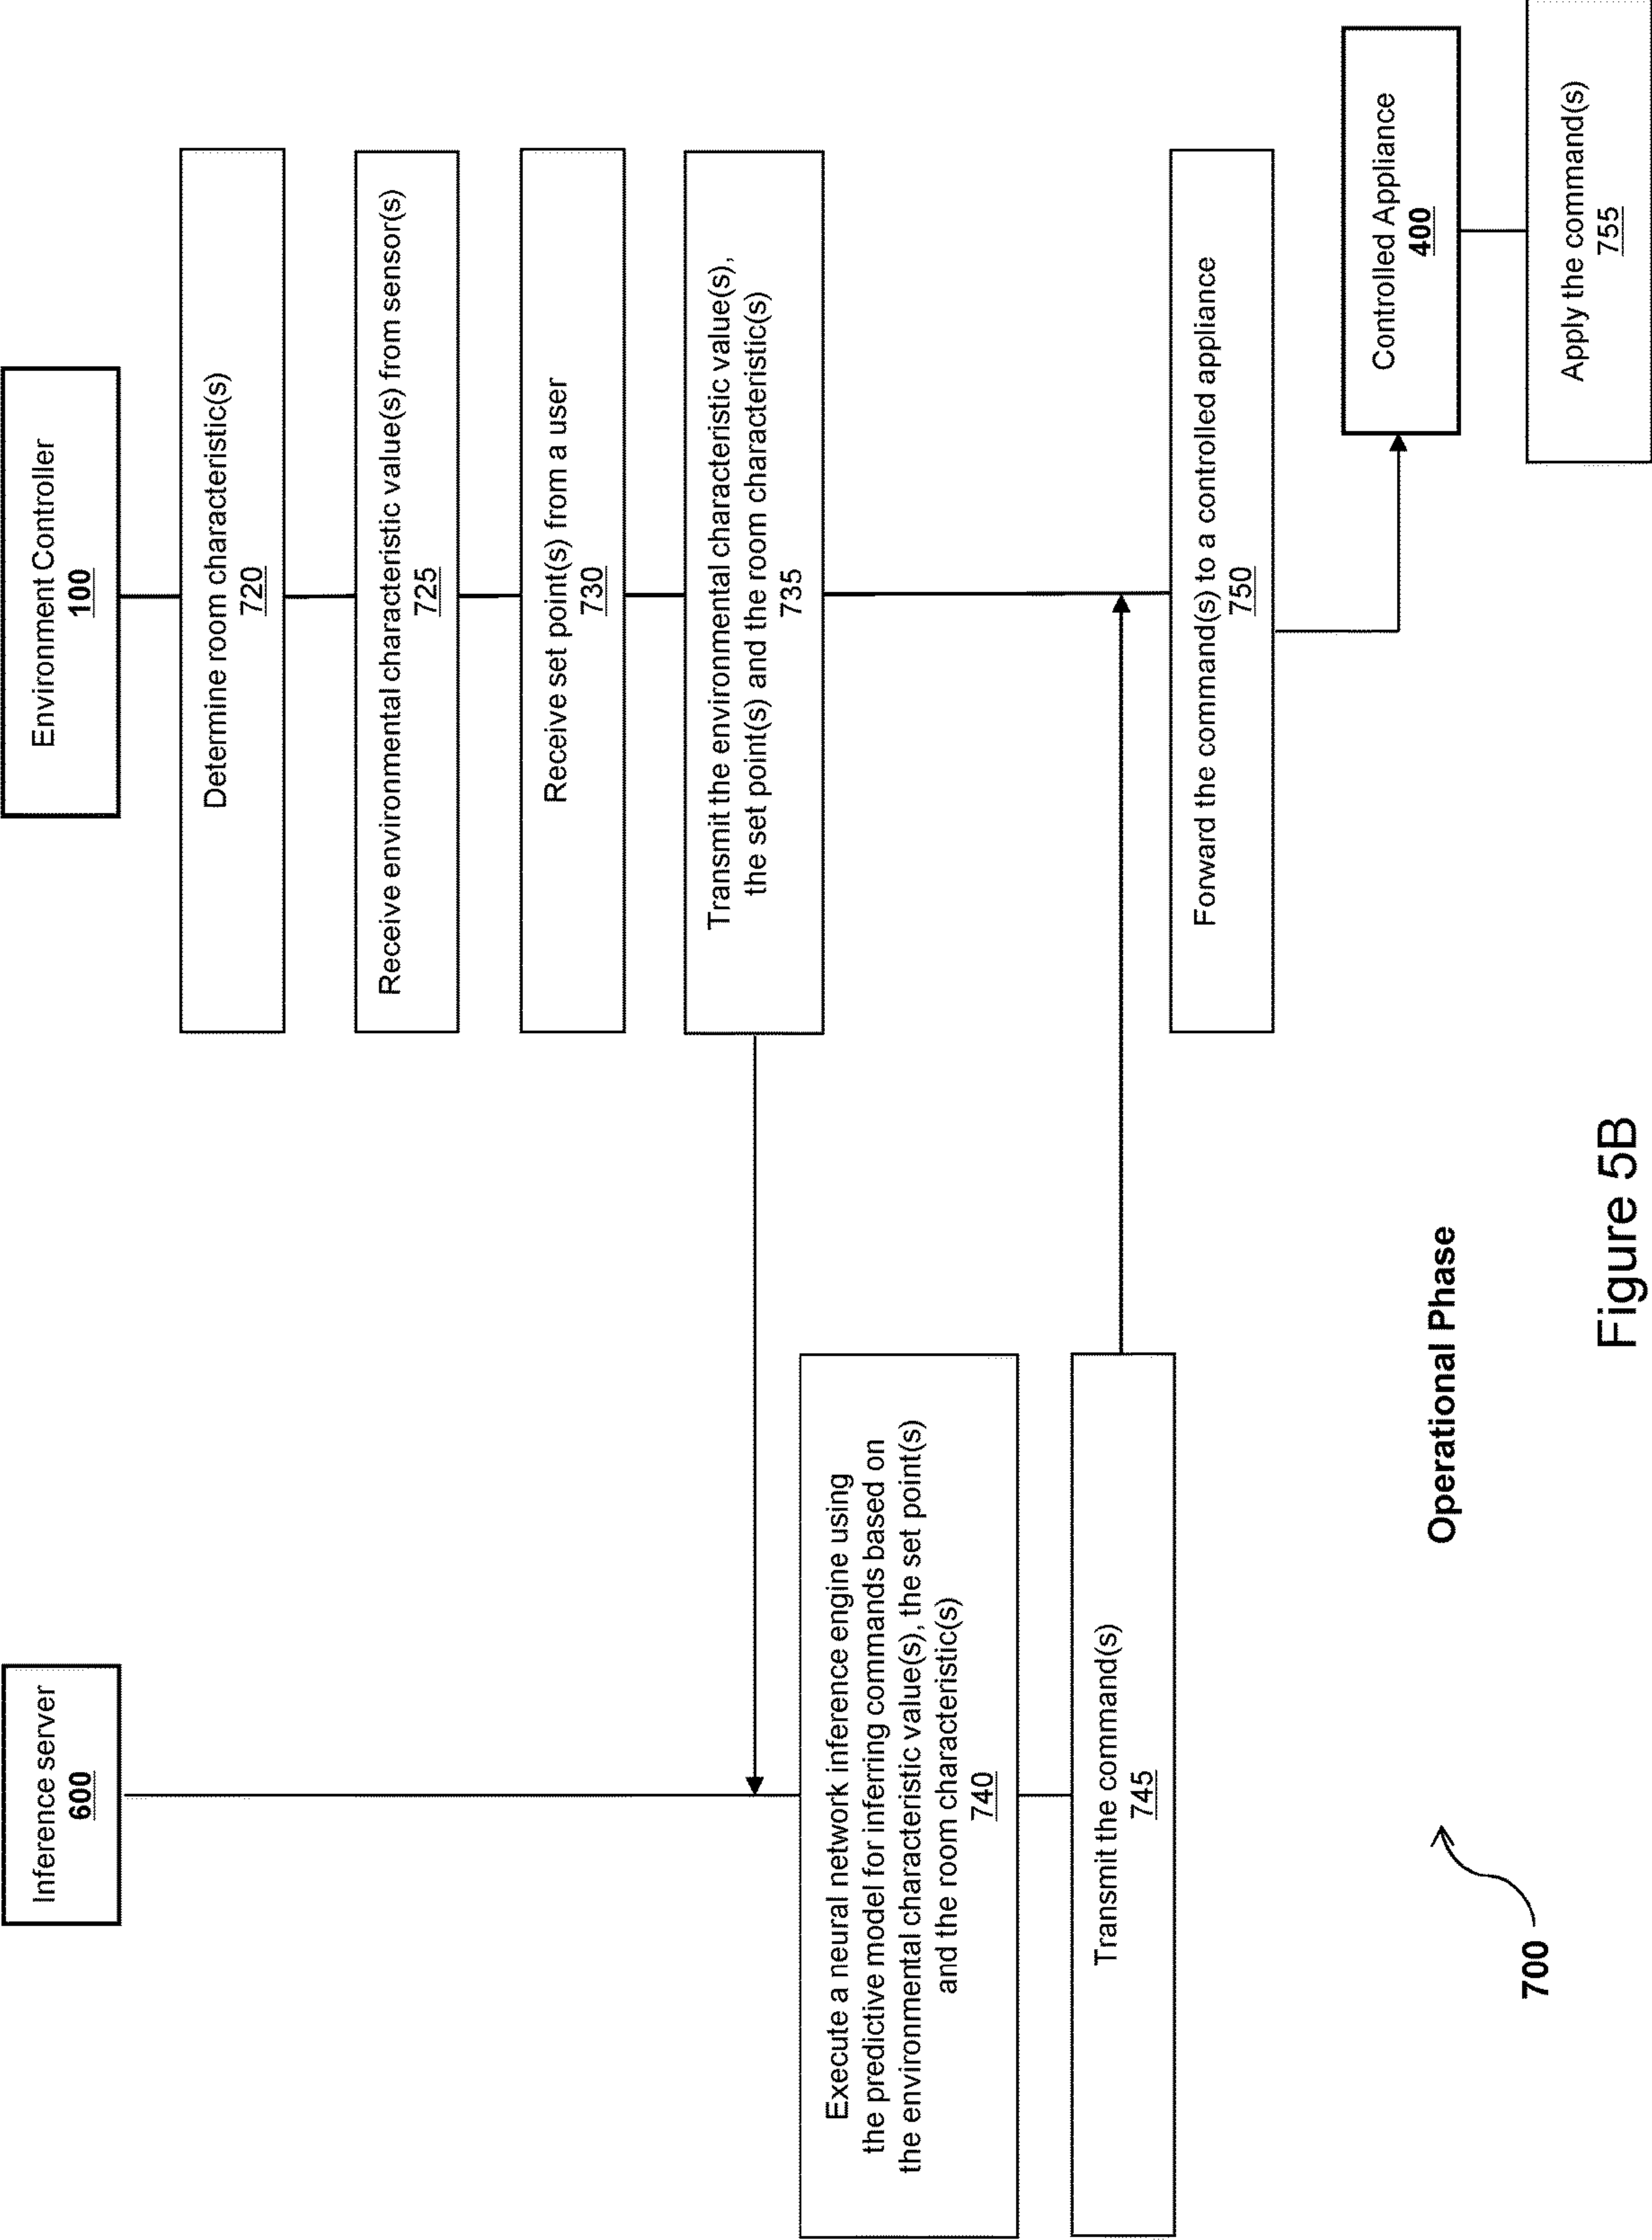 Inference server
600
Environment Controller
100
Determine room characteristic(s)
720
Receive environmental characteristic value(s) from sensor(s)
725
Receive set point(s) from a user
730
Transmit the environmental characteristic value(s),
the set point(s) and the room characteristic(s)
735
Execute a neural network inference engine using
the predictive model for inferring commands based on
the environmental characteristic value(s), the set point(s)
and the room characteristic(s)
740
Transmit the command(s)
745
Forward the command(s) to a controlled appliance
750
Controlled Appliance
400
Apply the command(s)
755
700
Operational Phase
Figure 5B